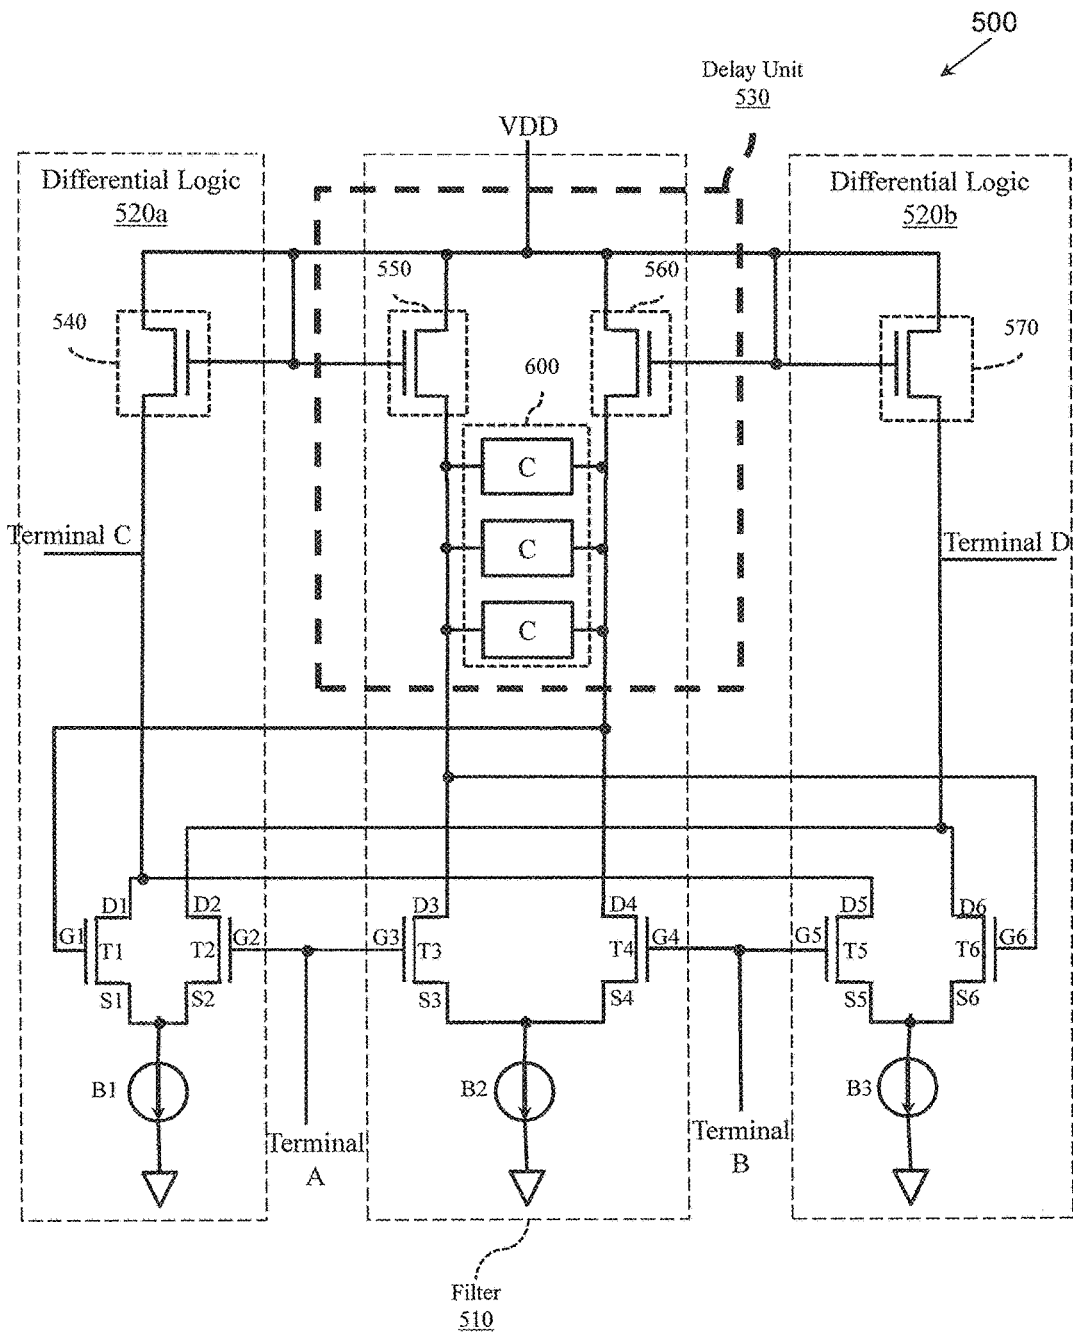 500
Delay Unit
530
VDD
Differential Logic
520a
Differential Logic
520b
540
550
560
570
600
C
C
C
Terminal C
Terminal D
D1
D2
D3
D4
D5
D6
G1
T1
T2
G2
G3
T3
T4
G4
G5
T5
T6
G6
S1
S2
S3
S4
S5
S6
B1
B2
B3
Terminal
A
Terminal
B
Filter
510